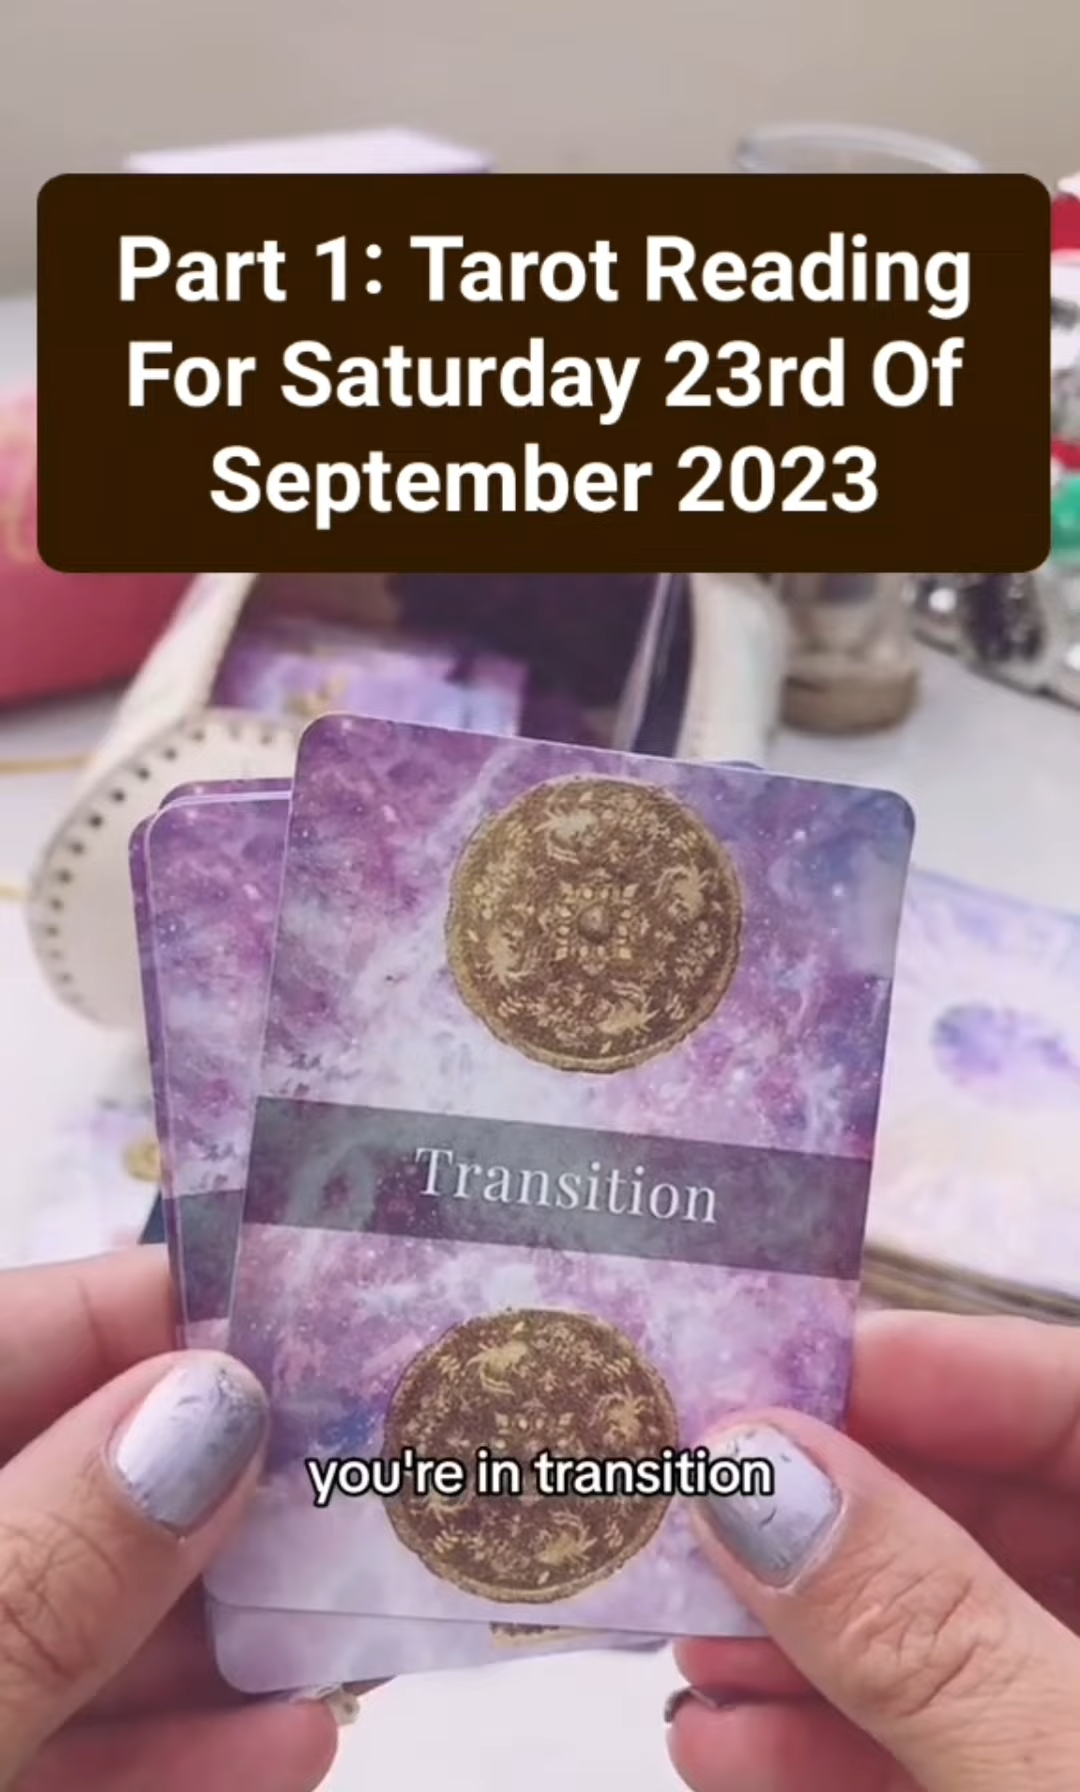 Part 1: Tarot Reading
For Saturday 23rd Of
September 2023
Transition
you're in transition